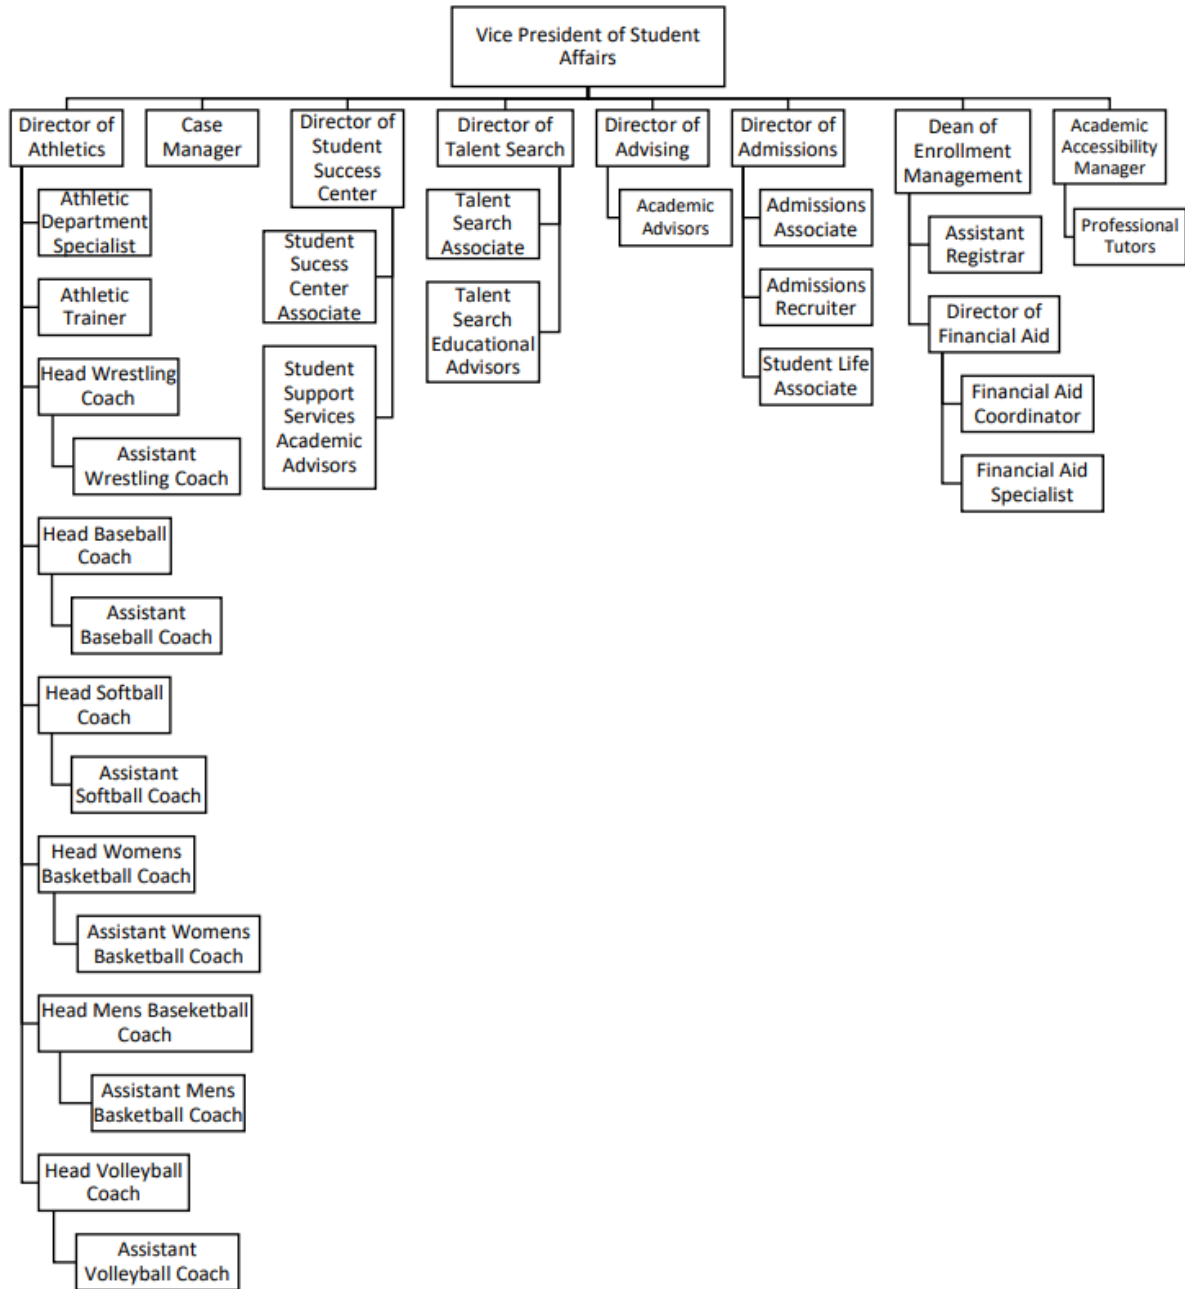 Vice President of Student
Affairs
Director of
Athletics
Case
Manager
Director of
Student
Success
Center
Director of
Talent Search
Director of
Advising
Director of
Admissions
Dean of
Enrollment
Management
Academic
Accessibility
Manager
Athletic
Department
Specialist
Athletic
Trainer
Head Wrestling
Coach
Assistant
Wrestling Coach
Head Baseball
Coach
Assistant
Baseball Coach
Head Softball
Coach
Assistant
Softball Coach
Head Womens
Basketball Coach
Assistant Womens
Basketball Coach
Head Mens Baseketball
Coach
Assistant Mens
Basketball Coach
Head Volleyball
Coach
Assistant
Volleyball Coach
Student
Sucess
Center
Associate
Student
Support
Services
Academic
Advisors
Talent
Search
Associate
Talent
Search
Educational
Advisors
Academic
Advisors
Admissions
Associate
Admissions
Recruiter
Student Life
Associate
Assistant
Registrar
Director of
Financial Aid
Financial Aid
Coordinator
Financial Aid
Specialist
Professional
Tutors